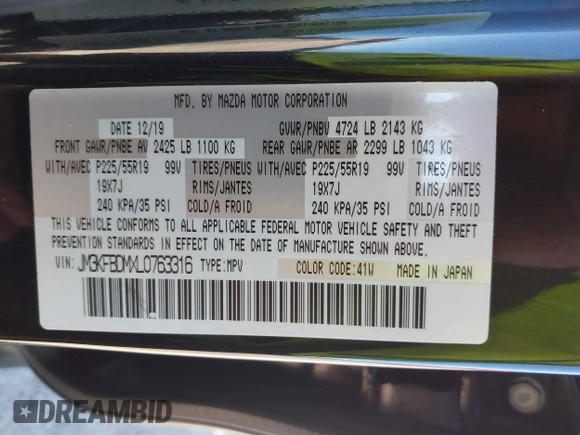 MFD. BY MAZDA MOTOR CORPORATION
DATE 12/19 GVWR/PNBV 4724 LB 2143 KG
FRONT GAWR/PNBE AV 2425 LB 1100 KG REAR GAWR/PNBE AR 2299 LB 1043 KG
WITH/AVEC P225/55R19 99V TIRES/PNEUS WITH/AVEC P225/55R19 99V TIRES/PNEUS
19X7J RIMS/JANTES 19X7J RIMS/JANTES
240 KPA/35 PSI COLD/A FROID 240 KPA/35 PSI COLD/A FROID
THIS VEHICLE CONFORMS TO ALL APPLICABLE FEDERAL MOTOR VEHICLE SAFETY AND THEFT
PREVENTION STANDARDS IN EFFECT ON THE DATE OF MANUFACTURE SHOWN ABOVE.
VIN: JM3KFBDMXL0763316 TYPE:MPV COLOR CODE:41W MADE IN JAPAN
DREAMBID